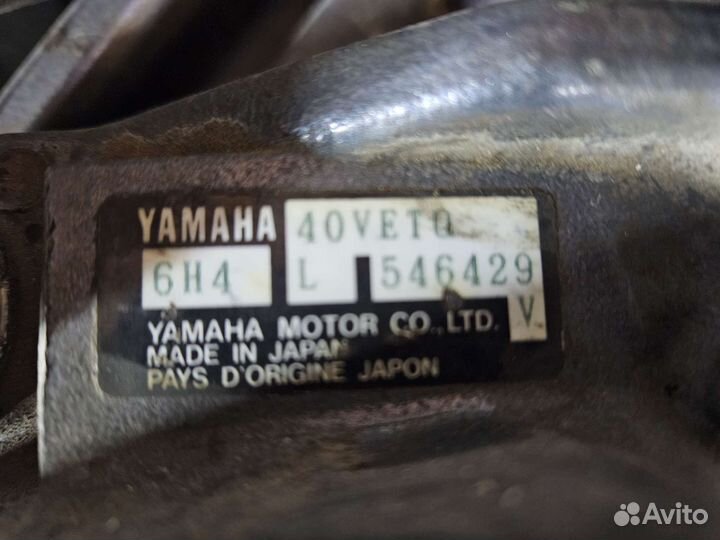 YAMAHA 40VETO
6H4 L 546429
V
YAMAHA MOTOR CO., LTD.
MADE IN JAPAN
PAYS D'ORIGINE JAPON
Avito